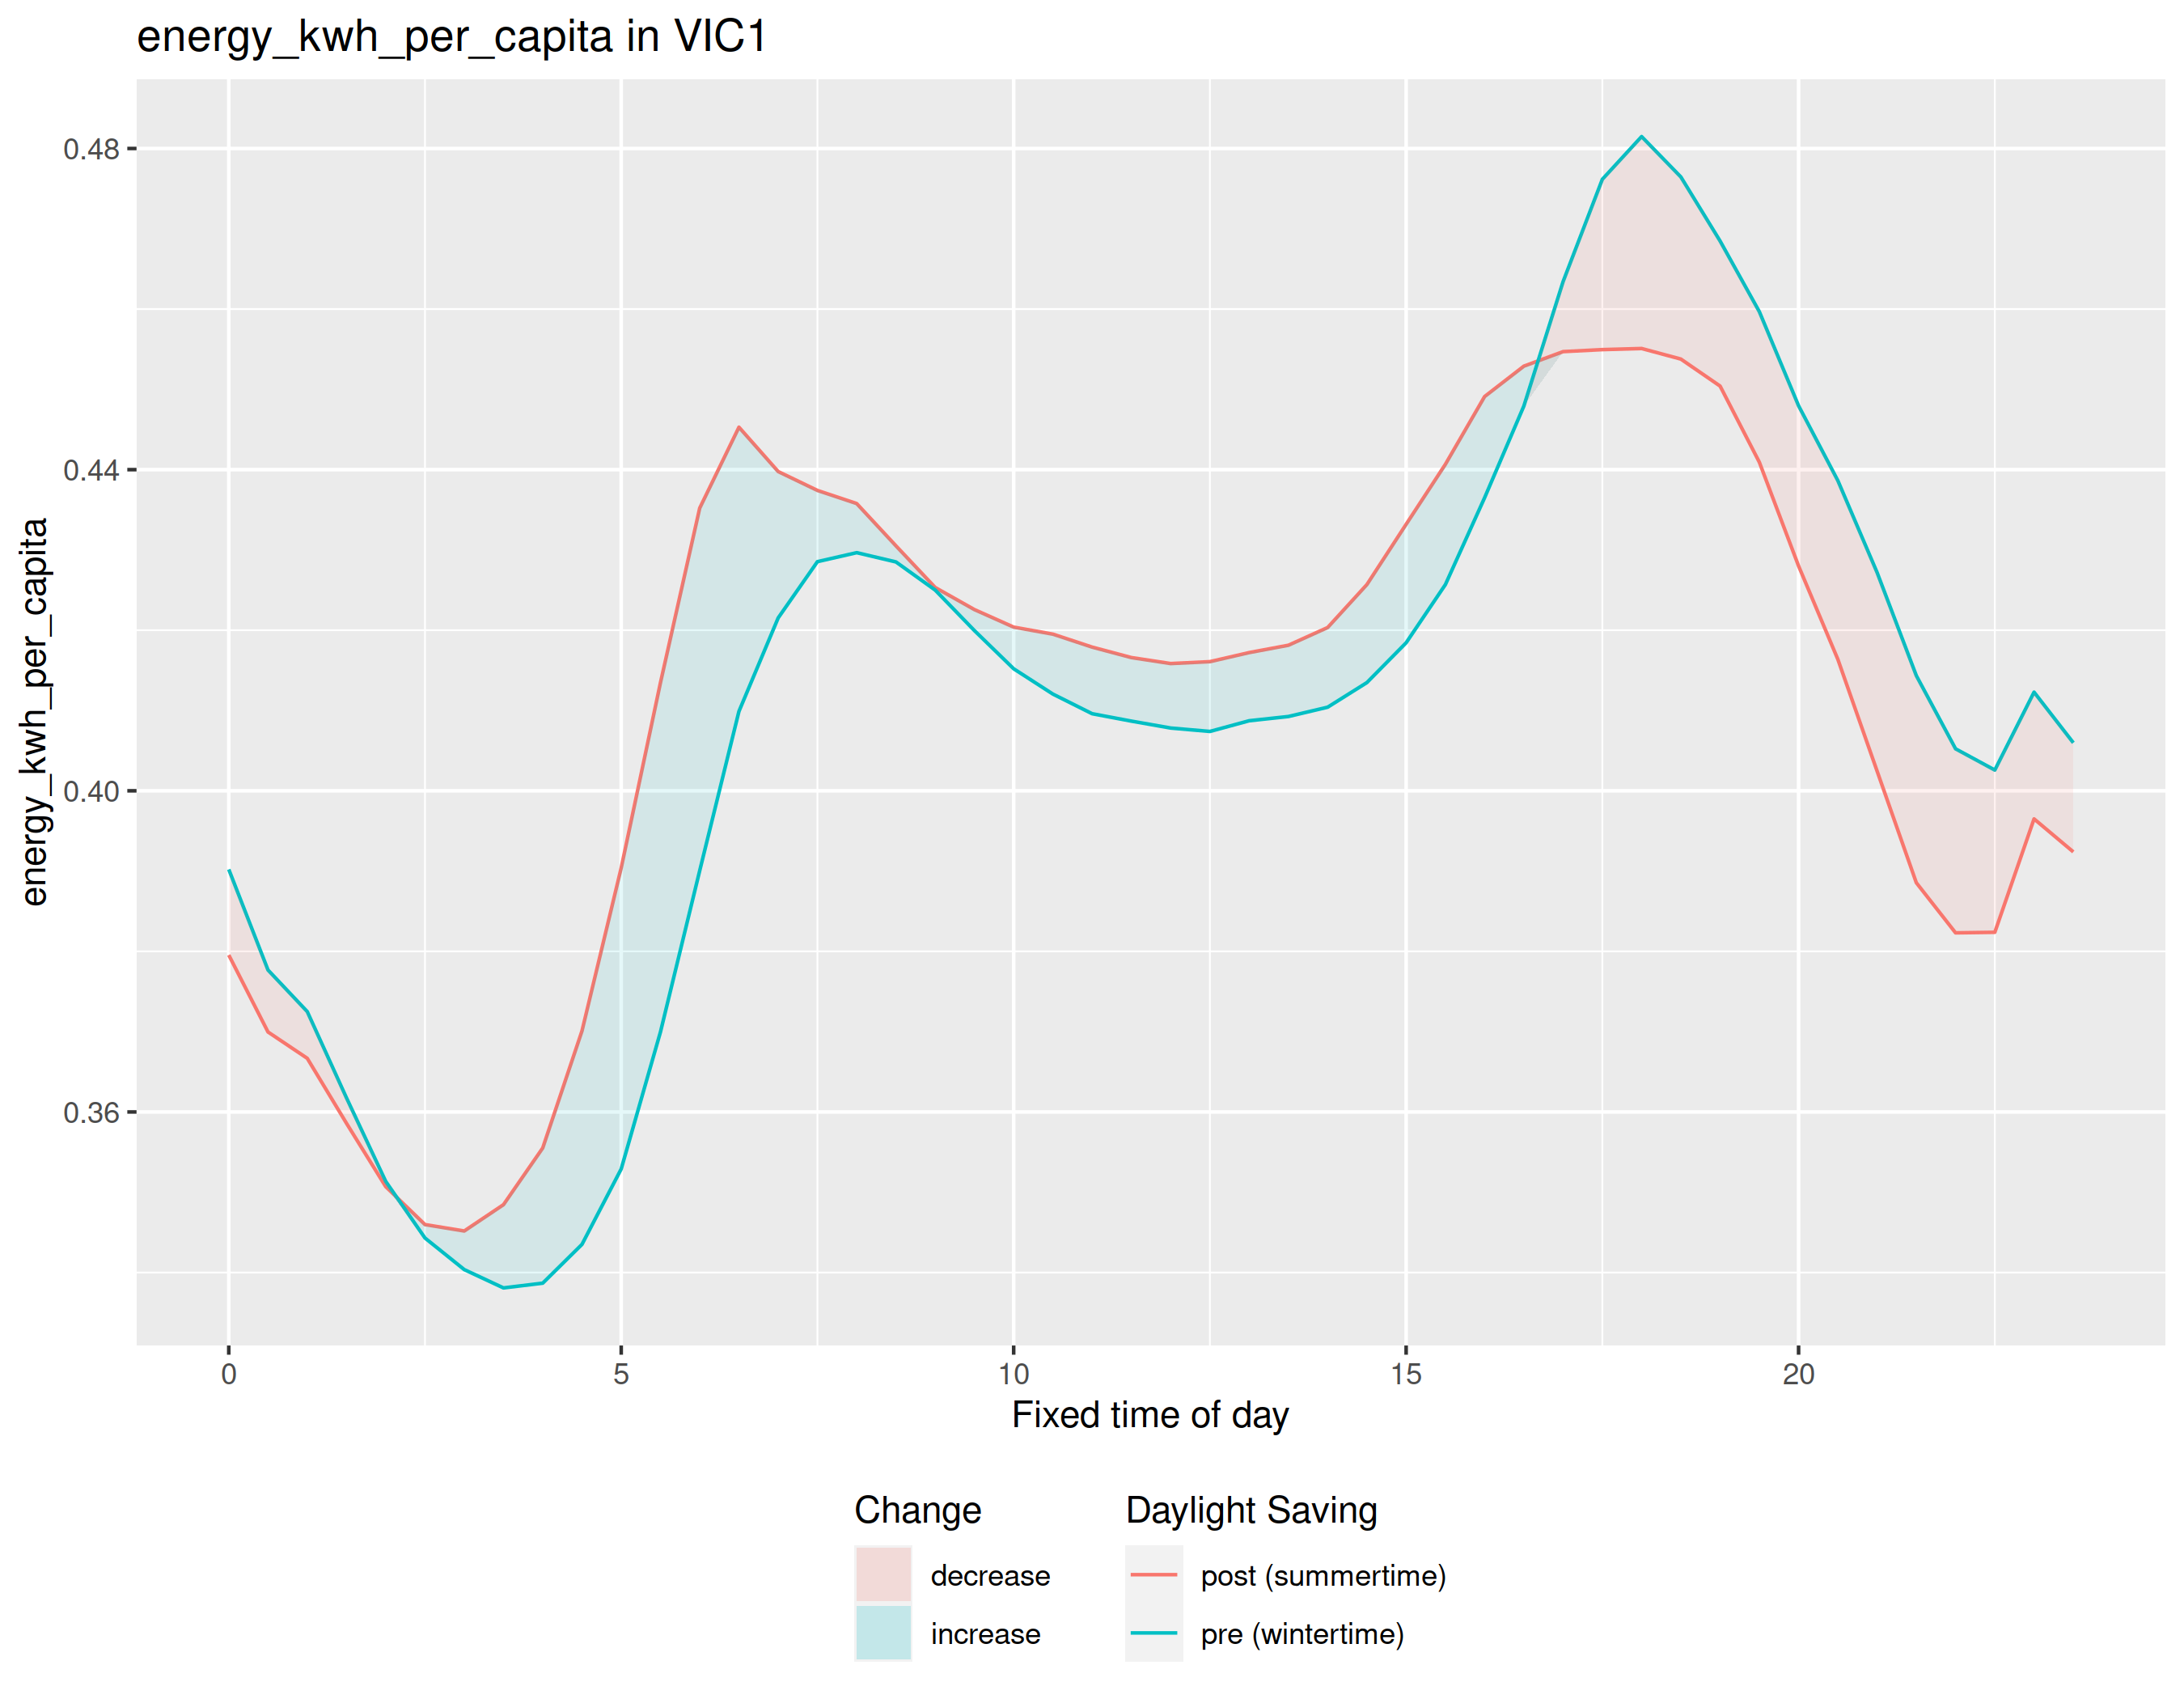 energy_kwh_per_capita in VIC1
energy_kwh_per_capita
0.48
0.44
0.40
0.36
0
5
10
15
20
Fixed time of day
Change
decrease
increase
Daylight Saving
post (summertime)
pre (wintertime)